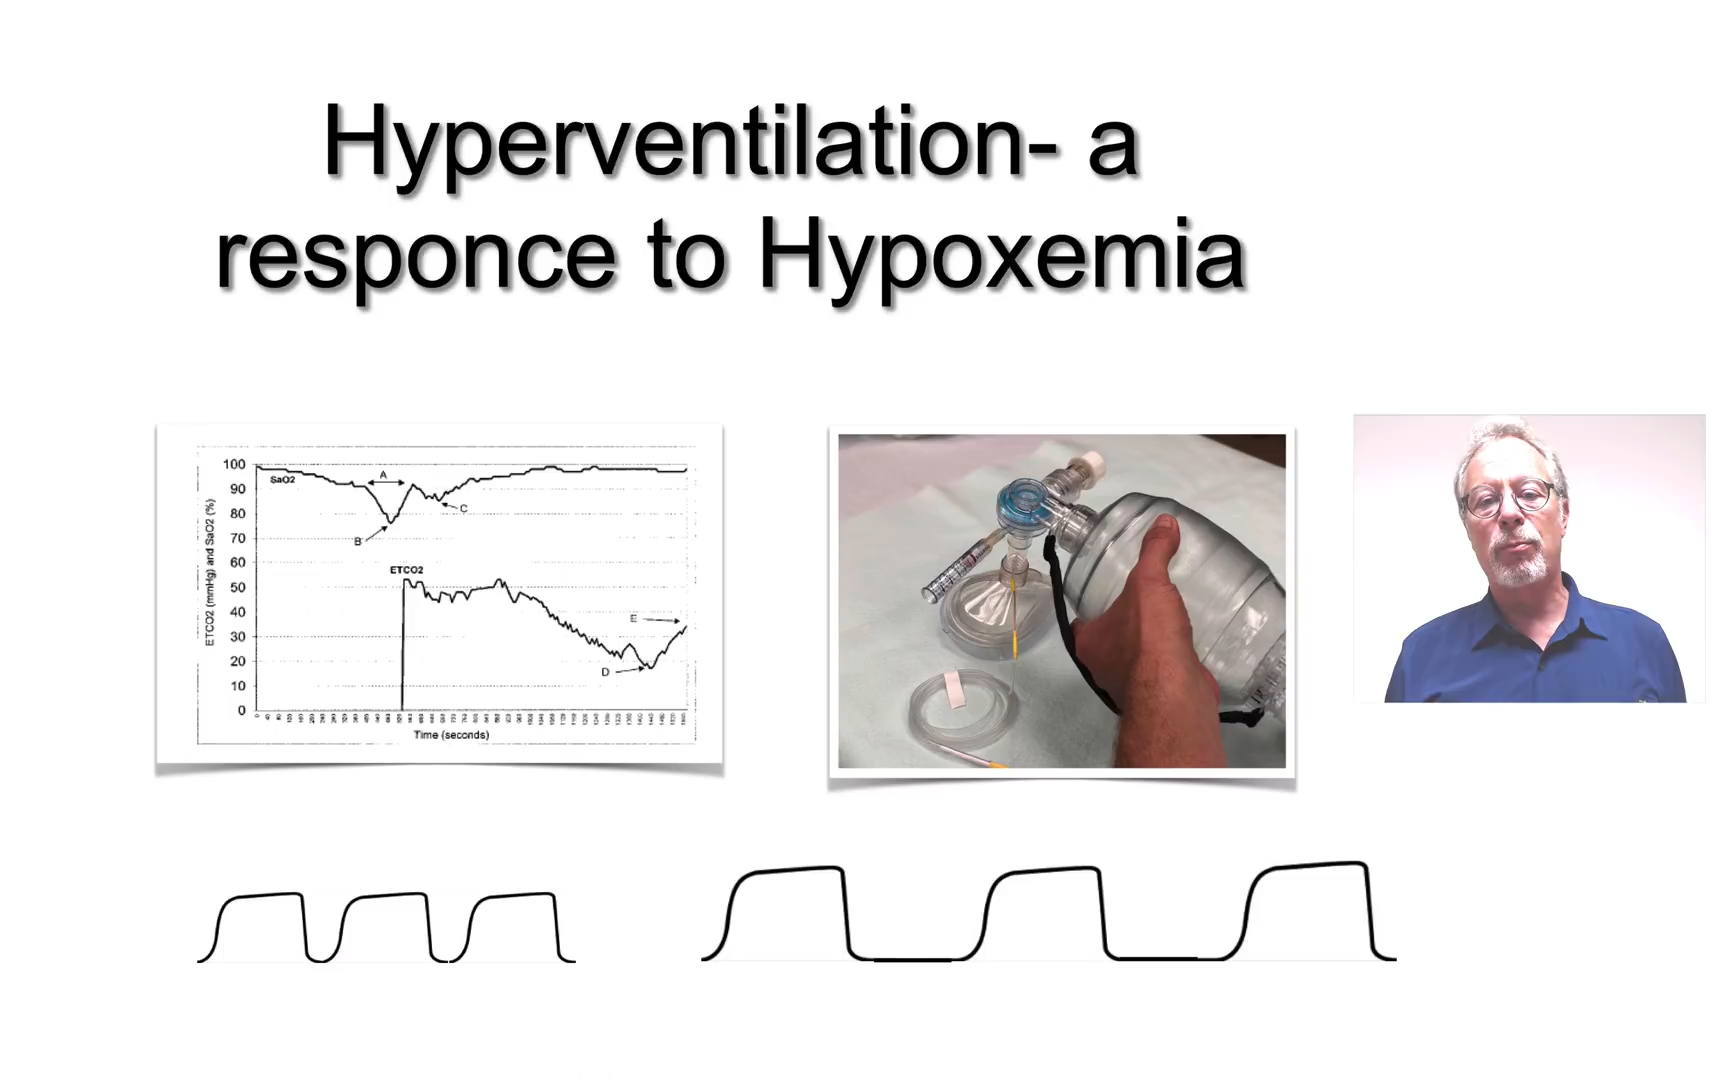 Hyperventilation- a
responce to Hypoxemia
100
90
80
70
60
50
40
30
20
10
0
SaO2
A
B
C
ETCO2
D
E
ETCO2 (mmHg) and SaO2 (%)
Time (seconds)